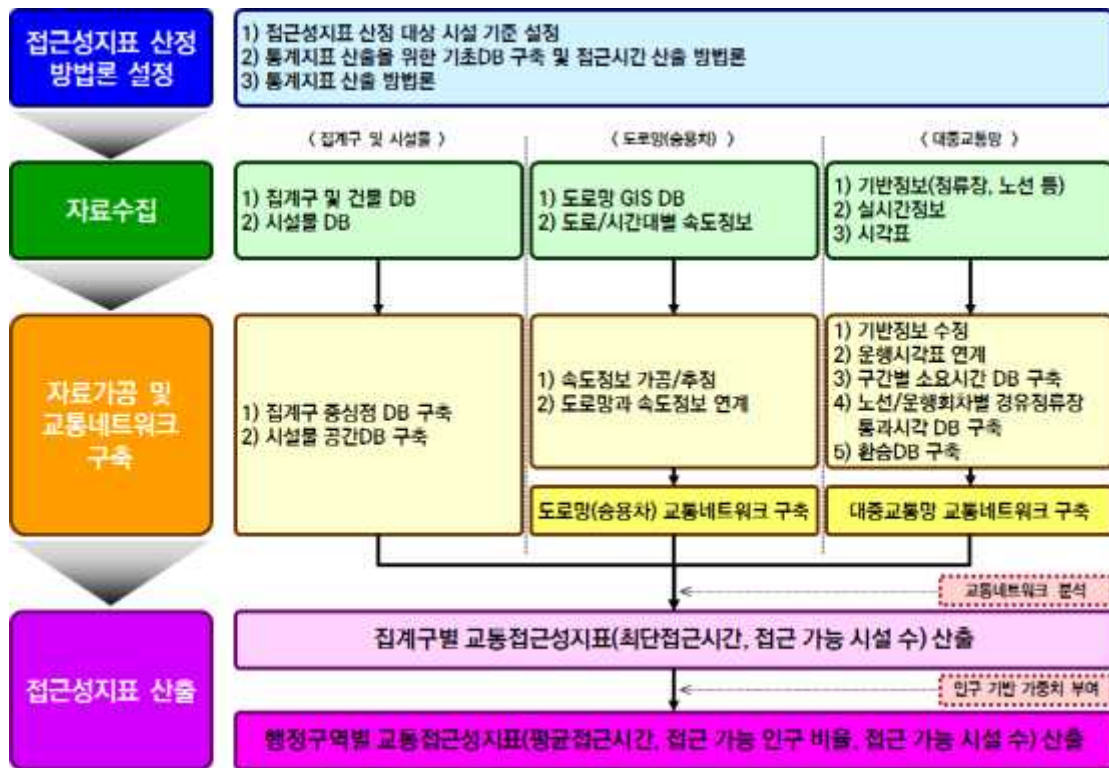 접근성지표 산정
방법론 설정
1) 접근성지표 산정 대상 시설 기준 설정
2) 통계지표 산출을 위한 기초DB 구축 및 접근시간 산출 방법론
3) 통계지표 산출 방법론
< 집계구 및 시설물 >
< 도로망(승용차) >
< 대중교통망 >
자료수집
1) 집계구 및 건물 DB
2) 시설물 DB
1) 도로망 GIS DB
2) 도로/시간대별 속도정보
1) 기반정보(정류장, 노선 등)
2) 실시간정보
3) 시각표
자료가공 및
교통네트워크
구축
1) 집계구 중심점 DB 구축
2) 시설물 공간DB 구축
1) 속도정보 가공/추정
2) 도로망과 속도정보 연계
1) 기반정보 수정
2) 운행시각표 연계
3) 구간별 소요시간 DB 구축
4) 노선/운행회차별 경유정류장
통과시각 DB 구축
5) 환승DB 구축
도로망(승용차) 교통네트워크 구축
대중교통망 교통네트워크 구축
교통네트워크 분석
접근성지표 산출
집계구별 교통접근성지표(최단접근시간, 접근 가능 시설 수) 산출
인구 기반 가중치 부여
행정구역별 교통접근성지표(평균접근시간, 접근 가능 인구 비율, 접근 가능 시설 수) 산출